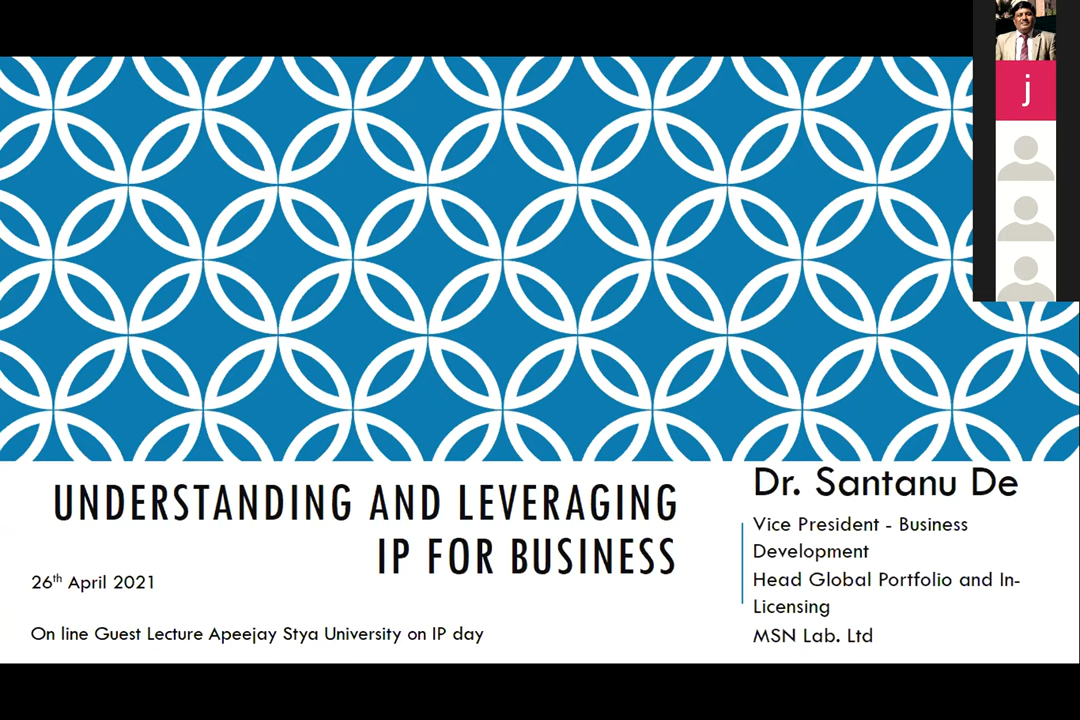 j
UNDERSTANDING AND LEVERAGING
IP FOR BUSINESS
26th April 2021
On line Guest Lecture Apeejay Stya University on IP day
Dr. Santanu De
Vice President - Business
Development
Head Global Portfolio and In-
Licensing
MSN Lab. Ltd